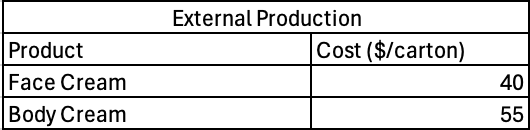 External Production
Product Cost ($/carton)
Face Cream 40
Body Cream 55